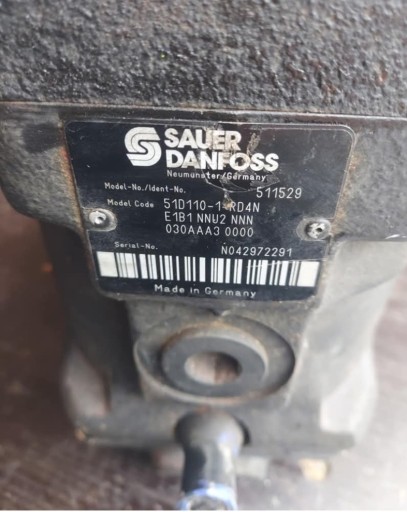 SAUER
DANFOSS
Neumünster/Germany
Model-No./Ident-No. 511529
Model Code 51D110-1-RD4N
E1B1 NNU2 NNN
030AAA3 0000
Serial-No. N042972291
Made in Germany